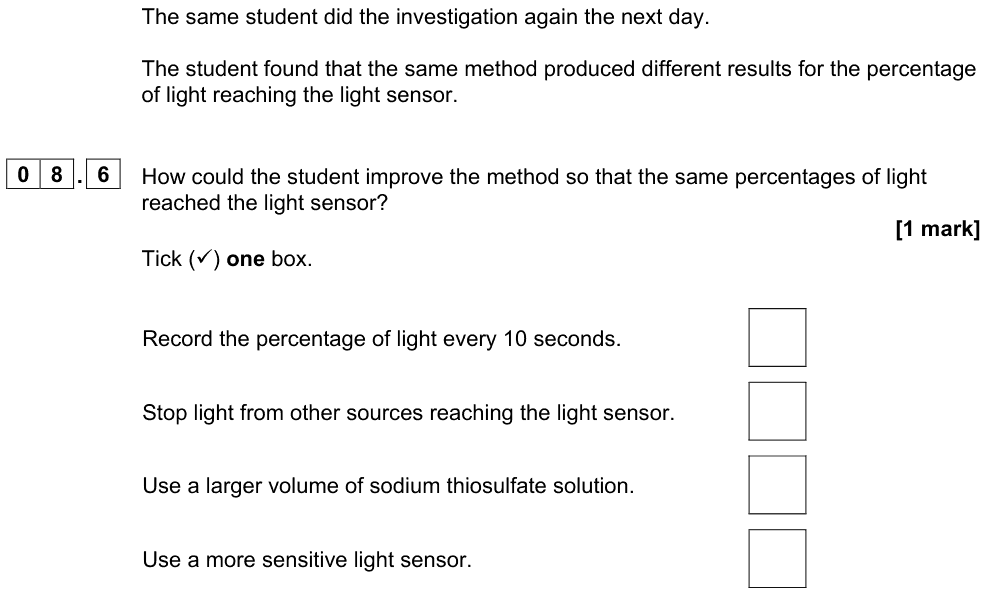 The same student did the investigation again the next day.
The student found that the same method produced different results for the percentage
of light reaching the light sensor.
0 8 . 6 How could the student improve the method so that the same percentages of light
reached the light sensor?
[1 mark]
Tick (✓) one box.
Record the percentage of light every 10 seconds.
Stop light from other sources reaching the light sensor.
Use a larger volume of sodium thiosulfate solution.
Use a more sensitive light sensor.